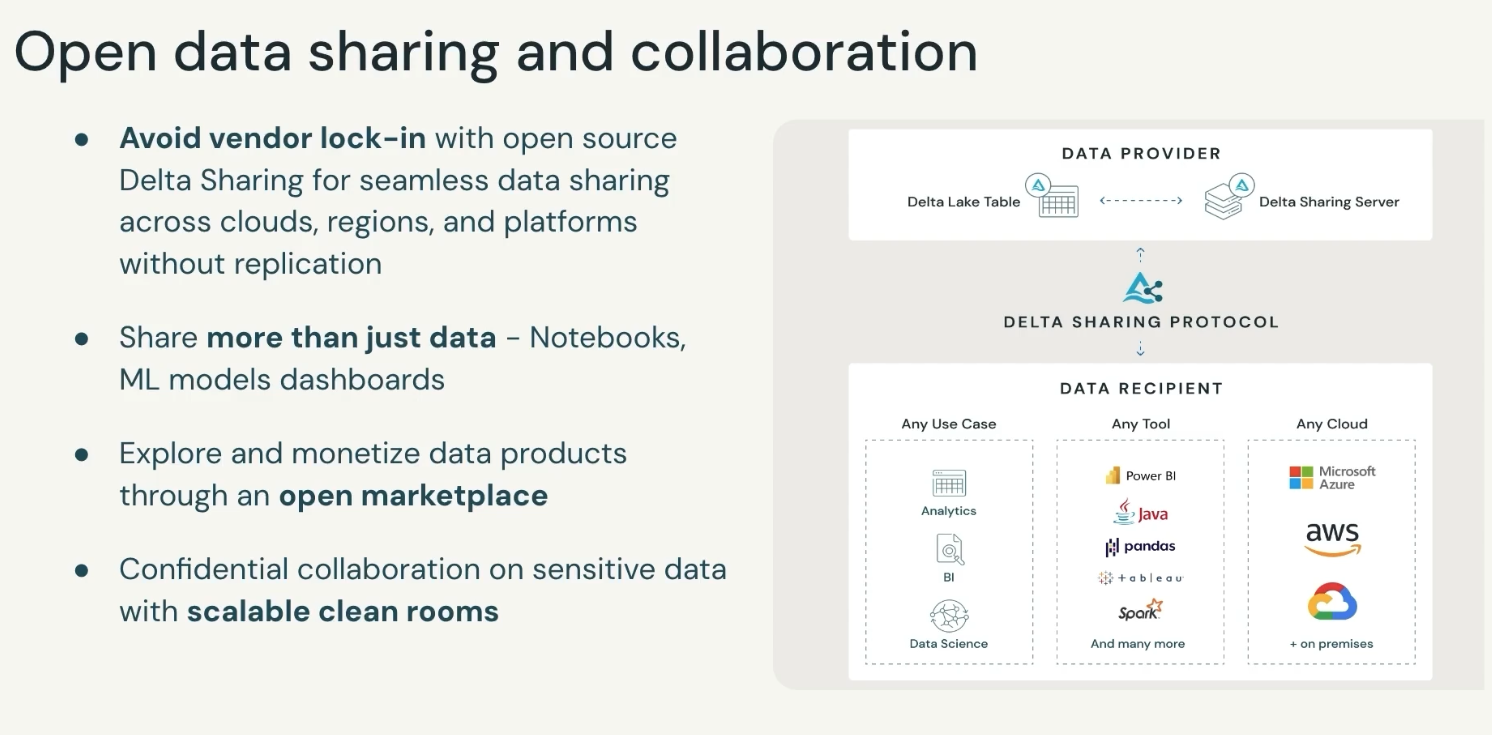 Open data sharing and collaboration
● Avoid vendor lock-in with open source
Delta Sharing for seamless data sharing
across clouds, regions, and platforms
without replication
● Share more than just data - Notebooks,
ML models dashboards
● Explore and monetize data products
through an open marketplace
● Confidential collaboration on sensitive data
with scalable clean rooms
DATA PROVIDER
Delta Lake Table
Delta Sharing Server
DELTA SHARING PROTOCOL
DATA RECIPIENT
Any Use Case
Analytics
BI
Data Science
Any Tool
Power BI
Java
pandas
+ a b l e a u
Spark
And many more
Any Cloud
Microsoft
Azure
aws
+ on premises